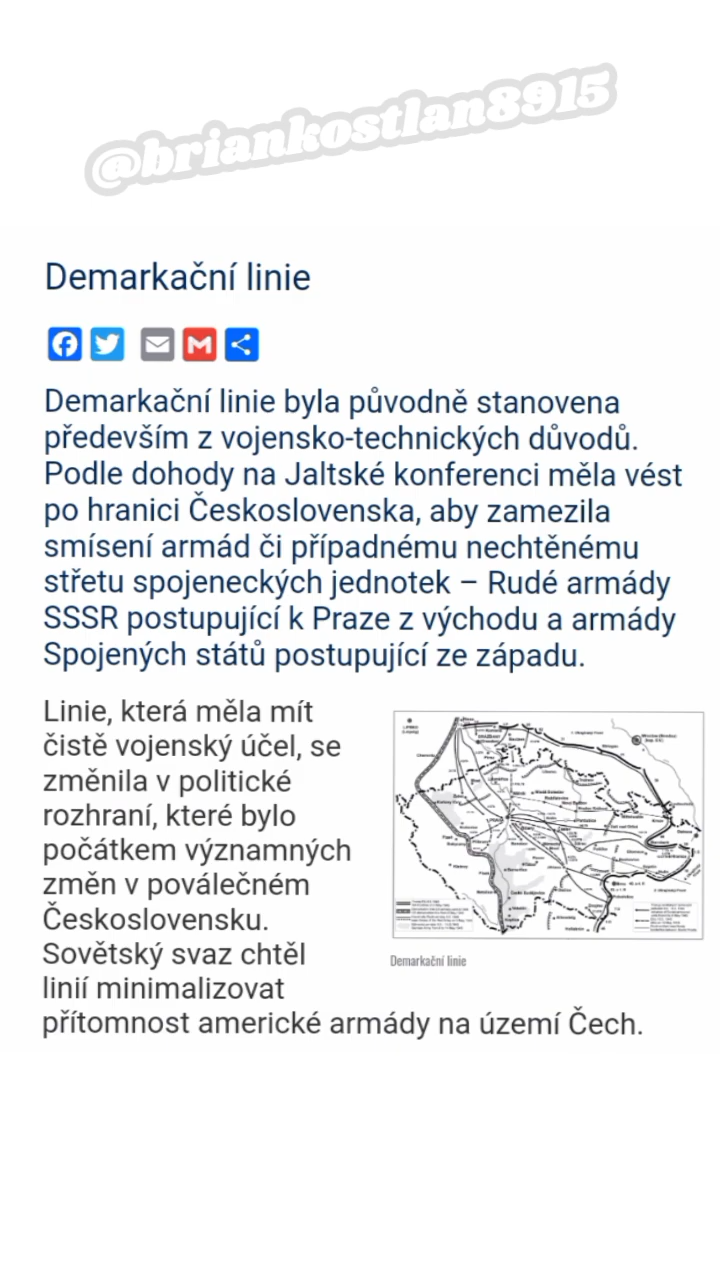 @briankostlan8915
Demarkační linie
Demarkační linie byla původně stanovena
především z vojensko-technických důvodů.
Podle dohody na Jaltské konferenci měla vést
po hranici Československa, aby zamezila
smísení armád či případnému nechtěnému
střetu spojeneckých jednotek – Rudé armády
SSSR postupující k Praze z východu a armády
Spojených států postupující ze západu.
Linie, která měla mít
čistě vojenský účel, se
změnila v politické
rozhraní, které bylo
počátkem významných
změn v poválečném
Československu.
Sovětský svaz chtěl
linií minimalizovat
přítomnost americké armády na území Čech.
Demarkační linie